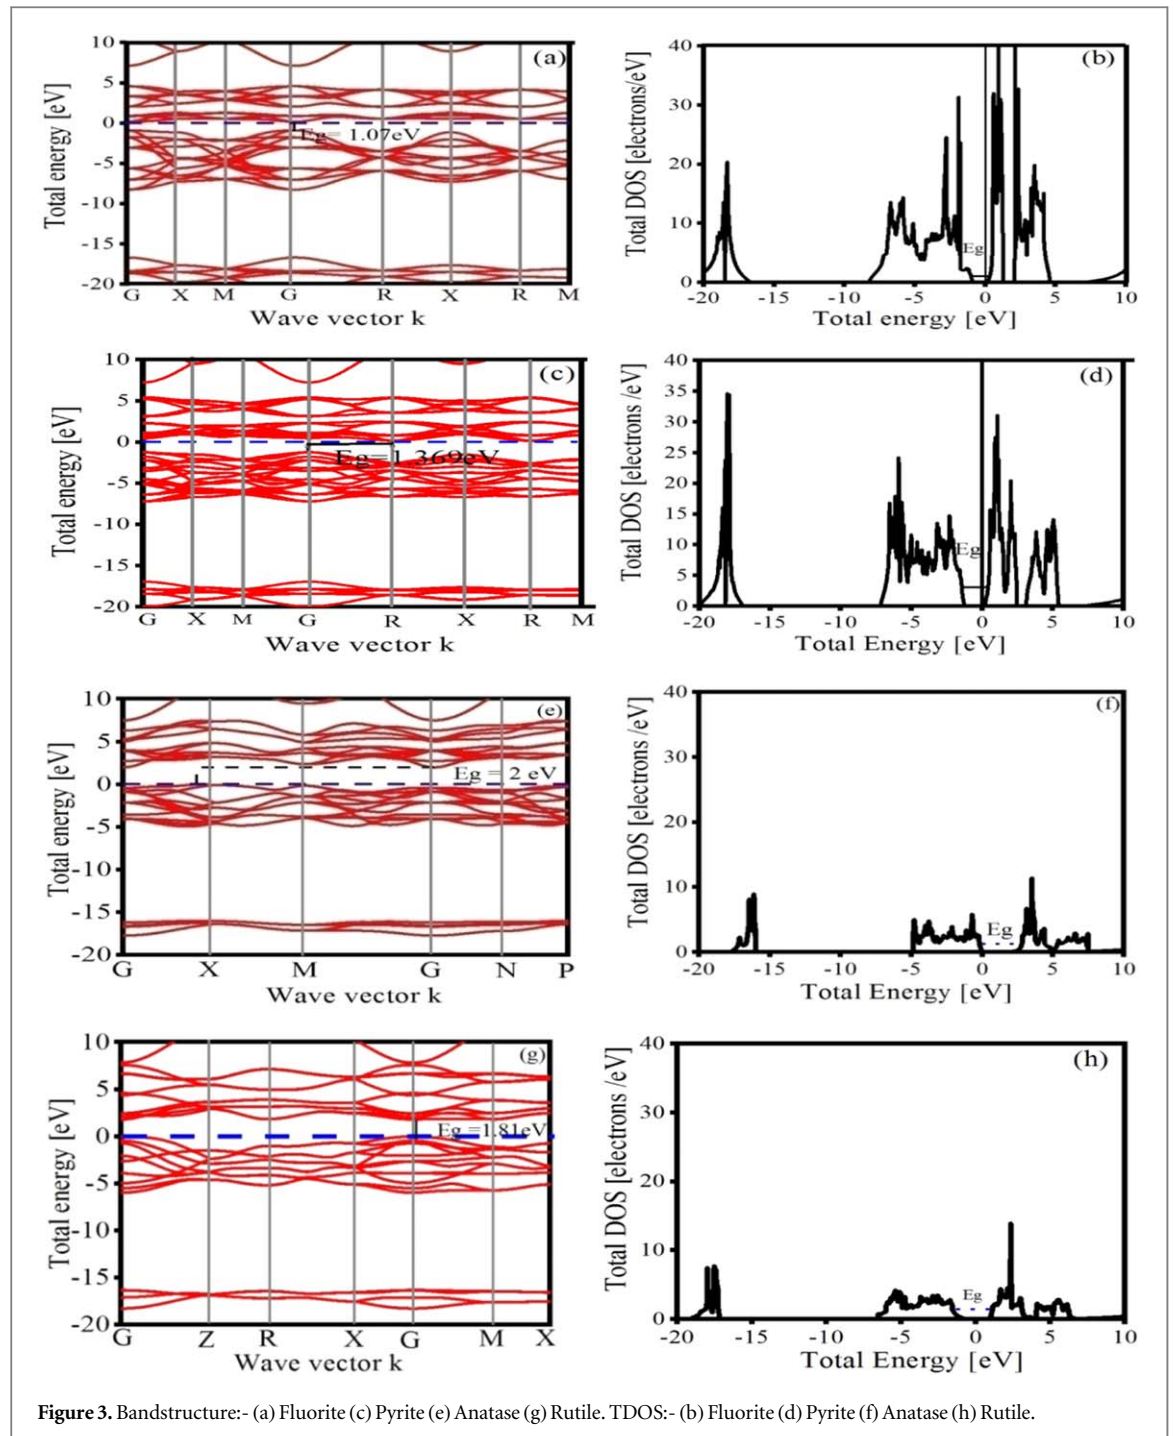 10
5
0
-5
-10
-15
-20
Total energy [eV]
(a)
Eg= 1.07eV
G X M G R X R M
Wave vector k
40
30
20
10
0
Total DOS [electrons/eV]
(b)
Eg
-20 -15 -10 -5 0 5 10
Total energy [eV]
10
5
0
-5
-10
-15
-20
Total energy [eV]
(c)
Eg=1.369eV
G X M G R X R M
Wave vector k
40
35
30
25
20
15
10
5
0
Total DOS [electrons /eV]
(d)
Eg
-20 -15 -10 -5 0 5 10
Total Energy [eV]
10
5
0
-5
-10
-15
-20
Total energy [eV]
(e)
Eg = 2 eV
G X M G N P
Wave vector k
40
30
20
10
0
Total DOS [electrons /eV]
(f)
Eg
-20 -15 -10 -5 0 5 10
Total Energy [eV]
10
5
0
-5
-10
-15
-20
Total energy [eV]
(g)
Eg =1.81eV
G Z R X G M X
Wave vector k
40
30
20
10
0
Total DOS [electrons /eV]
(h)
Eg
-20 -15 -10 -5 0 5 10
Total Energy [eV]
Figure 3. Bandstructure:- (a) Fluorite (c) Pyrite (e) Anatase (g) Rutile. TDOS:- (b) Fluorite (d) Pyrite (f) Anatase (h) Rutile.